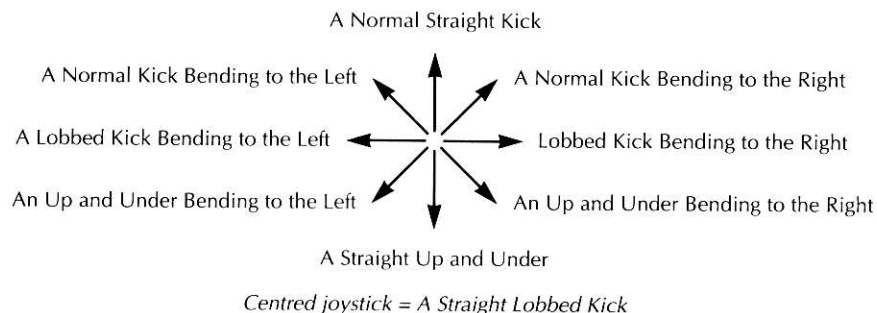 A Normal Straight Kick
A Normal Kick Bending to the Left
A Normal Kick Bending to the Right
A Lobbed Kick Bending to the Left
Lobbed Kick Bending to the Right
An Up and Under Bending to the Left
An Up and Under Bending to the Right
A Straight Up and Under
Centred joystick = A Straight Lobbed Kick